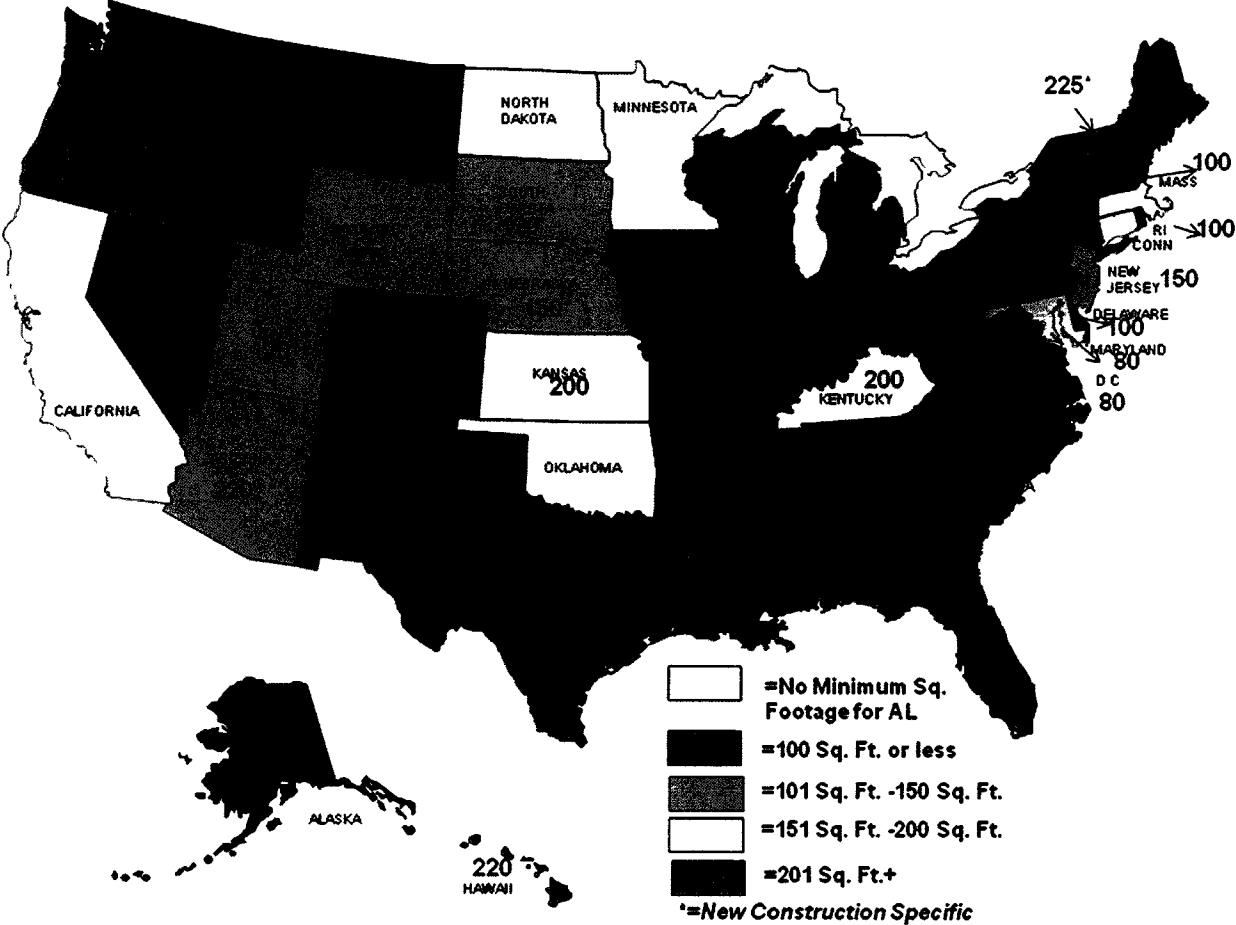 225*
NORTH
DAKOTA
MINNESOTA
100
MASS
RI
100
CONN
NEW
JERSEY 150
DELAWARE
100
MARYLAND
80
D C
80
KANSAS
200
200
KENTUCKY
CALIFORNIA
OKLAHOMA
ALASKA
220
HAWAII
=No Minimum Sq.
Footage for AL
=100 Sq. Ft. or less
=101 Sq. Ft. -150 Sq. Ft.
=151 Sq. Ft. -200 Sq. Ft.
=201 Sq. Ft.+
*=New Construction Specific